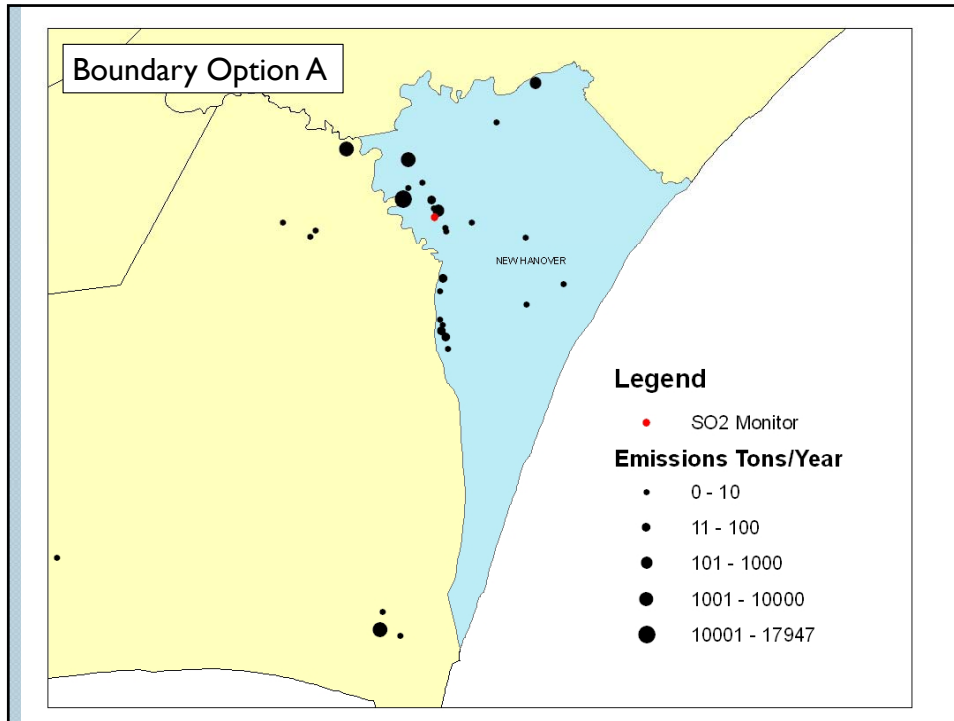 Boundary Option A
NEW HANOVER
Legend
SO2 Monitor
Emissions Tons/Year
0 - 10
11 - 100
101 - 1000
1001 - 10000
10001 - 17947